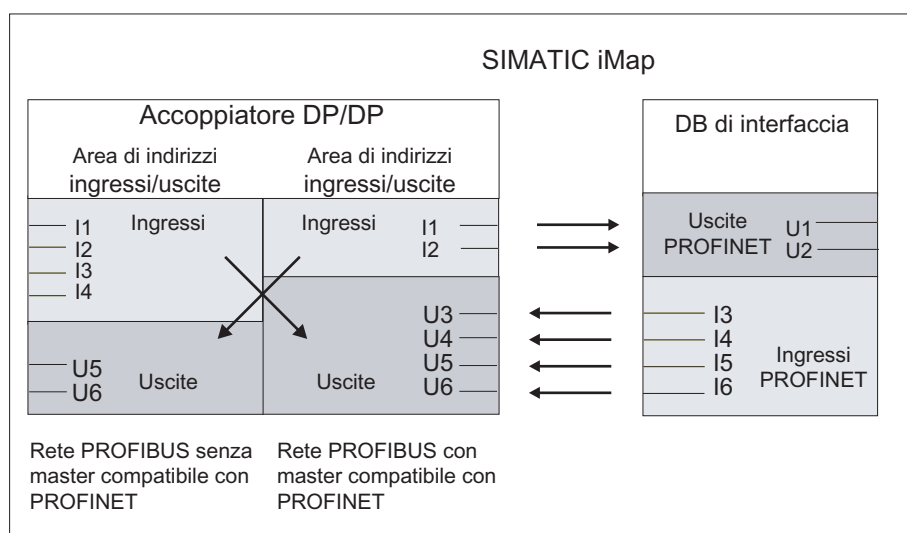 SIMATIC iMap
Accoppiatore DP/DP
Area di indirizzi
ingressi/uscite
Area di indirizzi
ingressi/uscite
I1
I2
I3
I4
Ingressi
Ingressi
I1
I2
U5
U6
Uscite
Uscite
U3
U4
U5
U6
DB di interfaccia
Uscite
PROFINET
U1
U2
I3
I4
I5
I6
Ingressi
PROFINET
Rete PROFIBUS senza
master compatibile con
PROFINET
Rete PROFIBUS con
master compatibile con
PROFINET